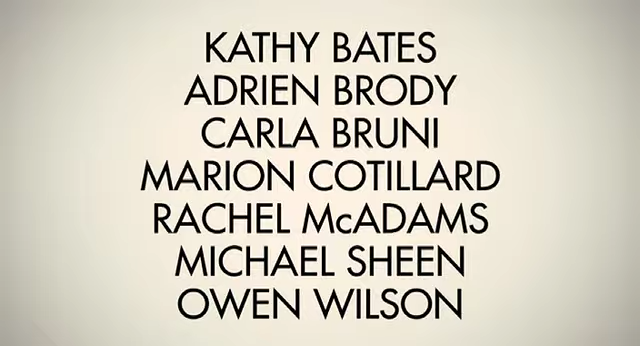 KATHY BATES
ADRIEN BRODY
CARLA BRUNI
MARION COTILLARD
RACHEL McADAMS
MICHAEL SHEEN
OWEN WILSON